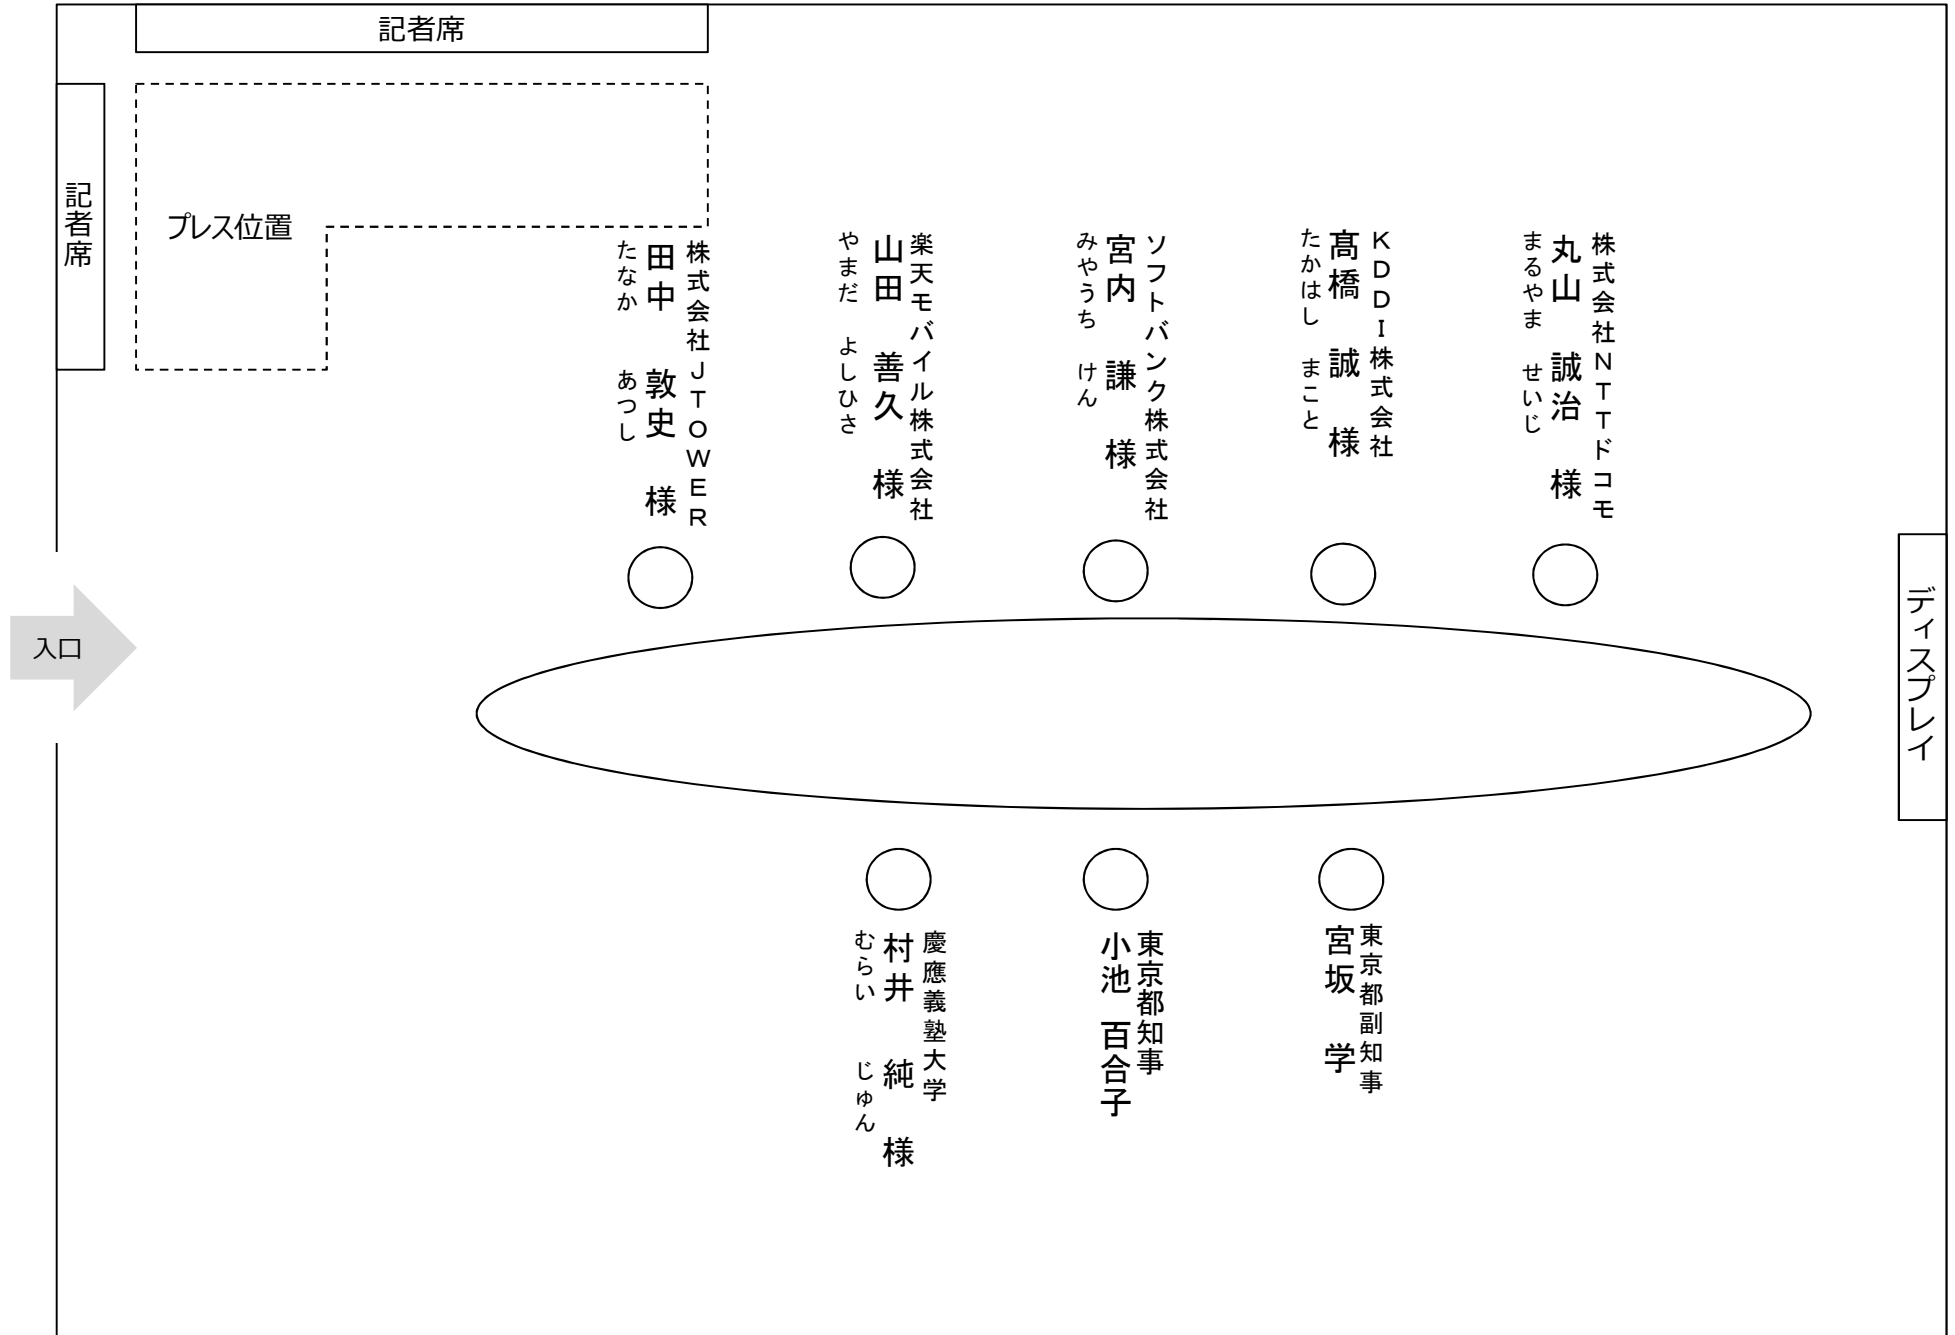 記者席
記者席
プレス位置
株式会社ＮＴＴドコモ
丸山　誠治　様
まるやま　せいじ
ＫＤＤＩ株式会社
髙橋　誠　様
たかはし　まこと
ソフトバンク株式会社
宮内　謙　様
みやうち　けん
楽天モバイル株式会社
山田　善久　様
やまだ　よしひさ
株式会社ＪＴＯＷＥＲ
田中　敦史　様
たなか　あつし
入口
ディスプレイ
東京都副知事
宮坂　学
東京都知事
小池　百合子
慶應義塾大学
村井　純　様
むらい　じゅん